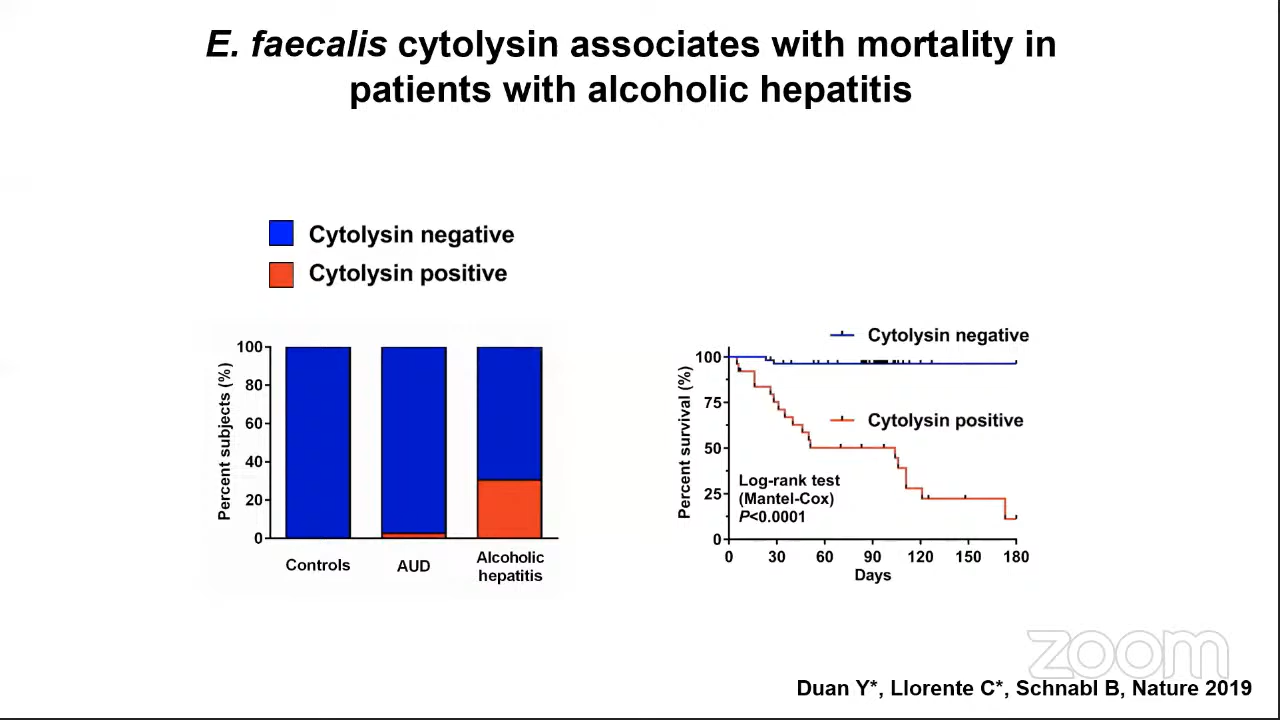 E. faecalis cytolysin associates with mortality in
patients with alcoholic hepatitis
Cytolysin negative
Cytolysin positive
Percent subjects (%)
100
80
60
40
20
0
Controls
AUD
Alcoholic
hepatitis
Cytolysin negative
Cytolysin positive
Percent survival (%)
100
75
50
25
0
Log-rank test
(Mantel-Cox)
P<0.0001
0 30 60 90 120 150 180
Days
zoom
Duan Y*, Llorente C*, Schnabl B, Nature 2019